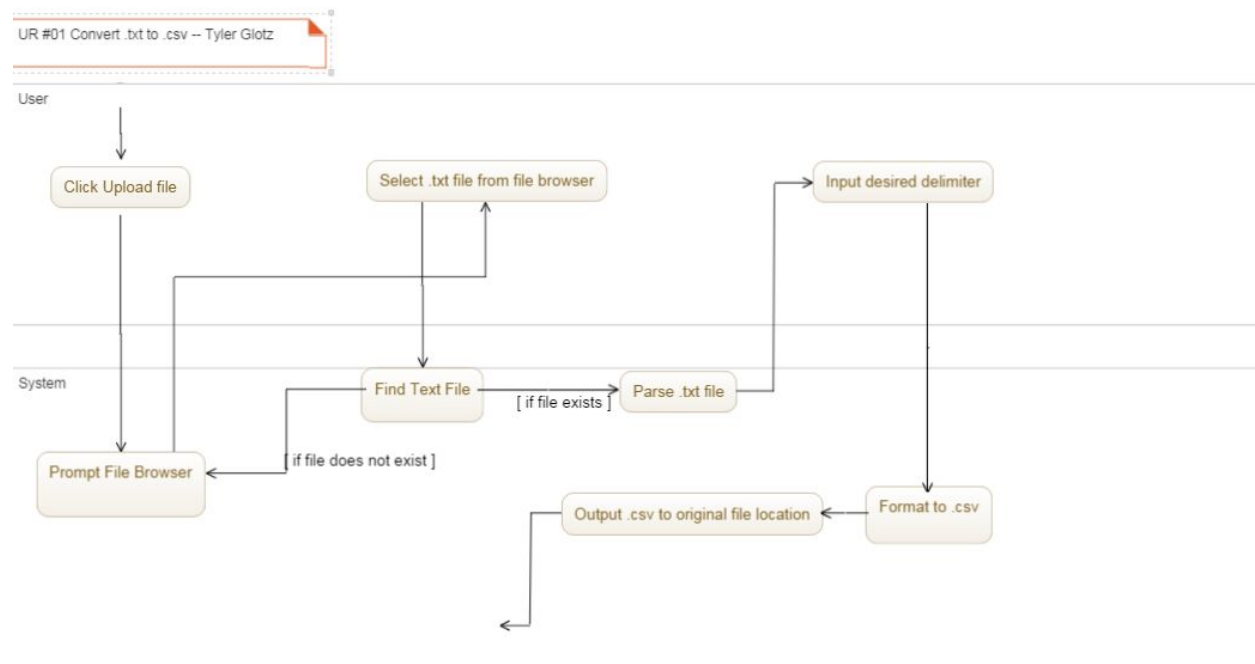 UR #01 Convert .txt to .csv -- Tyler Glotz
User
Click Upload file
Select .txt file from file browser
Input desired delimiter
System
Find Text File
[ if file exists ]
Parse .txt file
[ if file does not exist ]
Prompt File Browser
Output .csv to original file location
Format to .csv